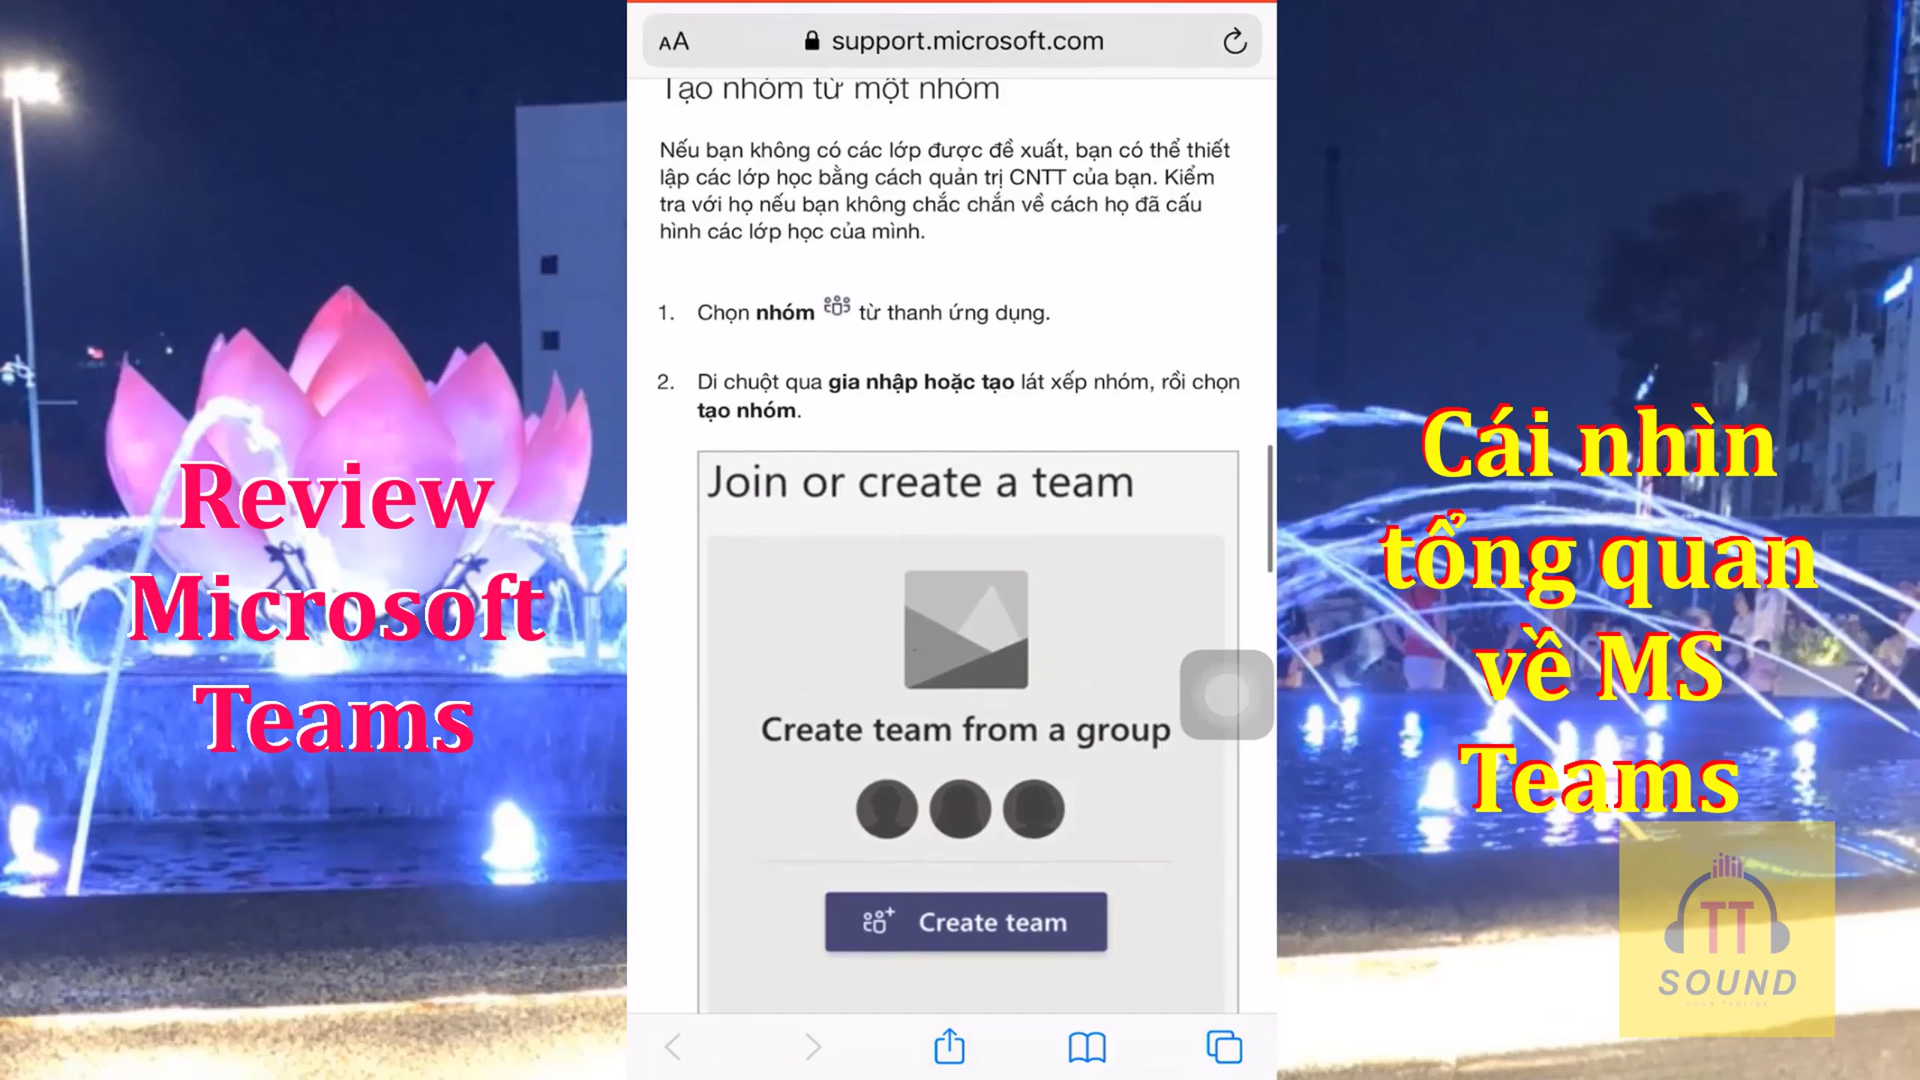 AA
support.microsoft.com
Tạo nhóm từ một nhóm
Nếu bạn không có các lớp được đề xuất, bạn có thể thiết
lập các lớp học bằng cách quản trị CNTT của bạn. Kiểm
tra với họ nếu bạn không chắc chắn về cách họ đã cấu
hình các lớp học của mình.
1. Chọn nhóm từ thanh ứng dụng.
2. Di chuột qua gia nhập hoặc tạo lát xếp nhóm, rồi chọn
tạo nhóm.
Join or create a team
Create team from a group
Create team
Review
Microsoft
Teams
Cái nhìn
tổng quan
về MS
Teams
TT
SOUND
YOUR TAGLINE